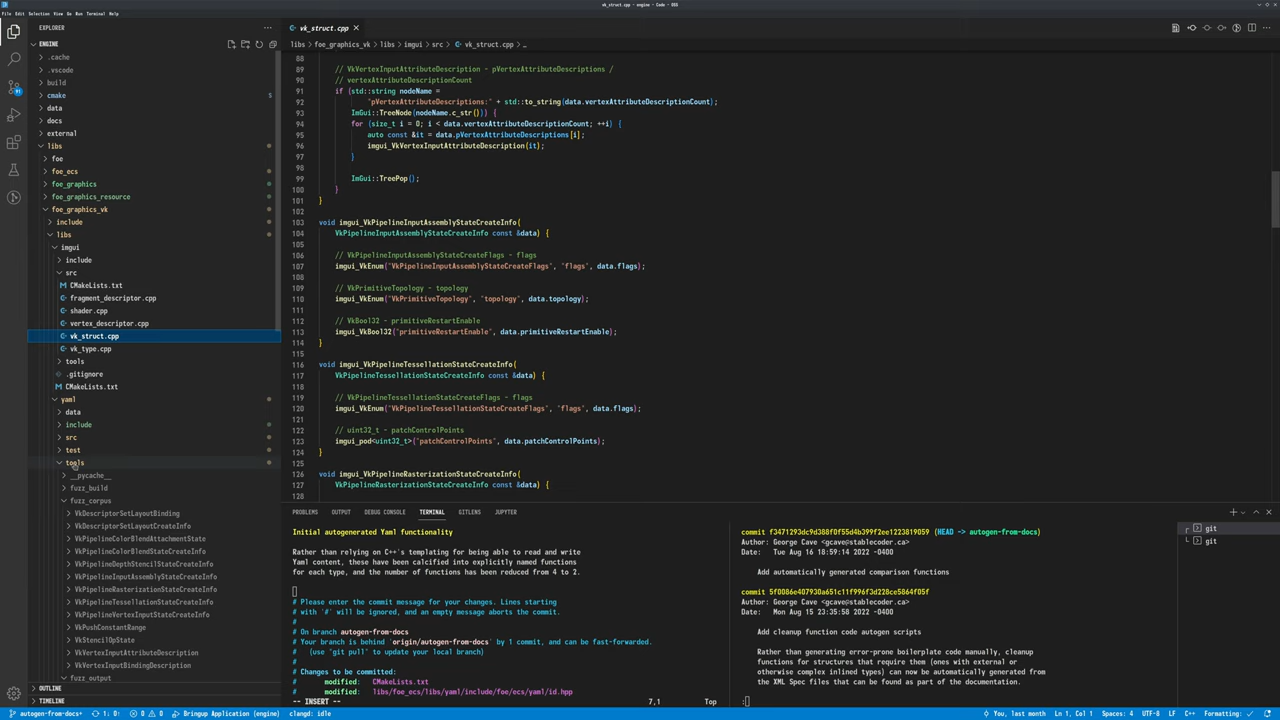 vk_struct.cpp - engine - Code - OSS
File Edit Selection View Go Run Terminal Help
EXPLORER
ENGINE
.cache
.vscode
build
cmake 5
data
docs
external
libs
foe
foe_ecs
foe_graphics
foe_graphics_resource
foe_graphics_vk
include
libs
imgui
include
src
CMakeLists.txt
fragment_descriptor.cpp
shader.cpp
vertex_descriptor.cpp
vk_struct.cpp
vk_type.cpp
tools
.gitignore
CMakeLists.txt
yaml
data
include
src
test
tools
__pycache__
fuzz_build
fuzz_corpus
VkDescriptorSetLayoutBinding
VkDescriptorSetLayoutCreateInfo
VkPipelineColorBlendAttachmentState
VkPipelineColorBlendStateCreateInfo
VkPipelineDepthStencilStateCreateInfo
VkPipelineInputAssemblyStateCreateInfo
VkPipelineRasterizationStateCreateInfo
VkPipelineTessellationStateCreateInfo
VkPipelineVertexInputStateCreateInfo
VkPushConstantRange
VkStencilOpState
VkVertexInputAttributeDescription
VkVertexInputBindingDescription
fuzz_output
OUTLINE
TIMELINE
vk_struct.cpp
libs > foe_graphics_vk > libs > imgui > src > vk_struct.cpp > ...
88
89 // VkVertexInputAttributeDescription - pVertexAttributeDescriptions /
90 // vertexAttributeDescriptionCount
91 if (std::string nodeName =
92 "pVertexAttributeDescriptions:" + std::to_string(data.vertexAttributeDescriptionCount);
93 ImGui::TreeNode(nodeName.c_str())) {
94 for (size_t i = 0; i < data.vertexAttributeDescriptionCount; ++i) {
95 auto const &it = data.pVertexAttributeDescriptions[i];
96 imgui_VkVertexInputAttributeDescription(it);
97 }
98
99 ImGui::TreePop();
100 }
101 }
102
103 void imgui_VkPipelineInputAssemblyStateCreateInfo(
104 VkPipelineInputAssemblyStateCreateInfo const &data) {
105
106 // VkPipelineInputAssemblyStateCreateFlags - flags
107 imgui_VkEnum("VkPipelineInputAssemblyStateCreateFlags", "flags", data.flags);
108
109 // VkPrimitiveTopology - topology
110 imgui_VkEnum("VkPrimitiveTopology", "topology", data.topology);
111
112 // VkBool32 - primitiveRestartEnable
113 imgui_VkBool32("primitiveRestartEnable", data.primitiveRestartEnable);
114 }
115
116 void imgui_VkPipelineTessellationStateCreateInfo(
117 VkPipelineTessellationStateCreateInfo const &data) {
118
119 // VkPipelineTessellationStateCreateFlags - flags
120 imgui_VkEnum("VkPipelineTessellationStateCreateFlags", "flags", data.flags);
121
122 // uint32_t - patchControlPoints
123 imgui_pod<uint32_t>("patchControlPoints", data.patchControlPoints);
124 }
125
126 void imgui_VkPipelineRasterizationStateCreateInfo(
127 VkPipelineRasterizationStateCreateInfo const &data) {
128
PROBLEMS OUTPUT DEBUG CONSOLE TERMINAL GITLENS JUPYTER
Initial autogenerated Yaml functionality
Rather than relying on C++'s templating for being able to read and write
Yaml content, these have been calcified into explicitly named functions
for each type, and the number of functions has been reduced from 4 to 2.
# Please enter the commit message for your changes. Lines starting
# with '#' will be ignored, and an empty message aborts the commit.
#
# On branch autogen-from-docs
# Your branch is behind 'origin/autogen-from-docs' by 1 commit, and can be fast-forwarded.
#   (use "git pull" to update your local branch)
#
# Changes to be committed:
#       modified:   CMakeLists.txt
#       modified:   libs/foe_ecs/libs/yaml/include/foe/ecs/yaml/id.hpp
-- INSERT -- 7,1 Top
commit f3471293dc9d388f0f55d4b399f2ee1223819059 (HEAD -> autogen-from-docs)
Author: George Cave <gcave@stablecoder.ca>
Date:   Tue Aug 16 18:59:14 2022 -0400
Add automatically generated comparison functions
commit 5f0086e407930a651c11f996f3d228ce5864f05f
Author: George Cave <gcave@stablecoder.ca>
Date:   Mon Aug 15 23:35:58 2022 -0400
Add cleanup function code autogen scripts
Rather than generating error-prone boilerplate code manually, cleanup
functions for structures that require them (ones with external or
otherwise complex inlined types) can now be automatically generated from
the XML Spec files that can be found as part of the documentation.
:
git
git
autogen-from-docs* 1↓ 0↑ 0 0 Bringup Application (engine) clangd: idle
You, last month Ln 1, Col 1 Spaces: 4 UTF-8 LF C++ Formatting: ✓